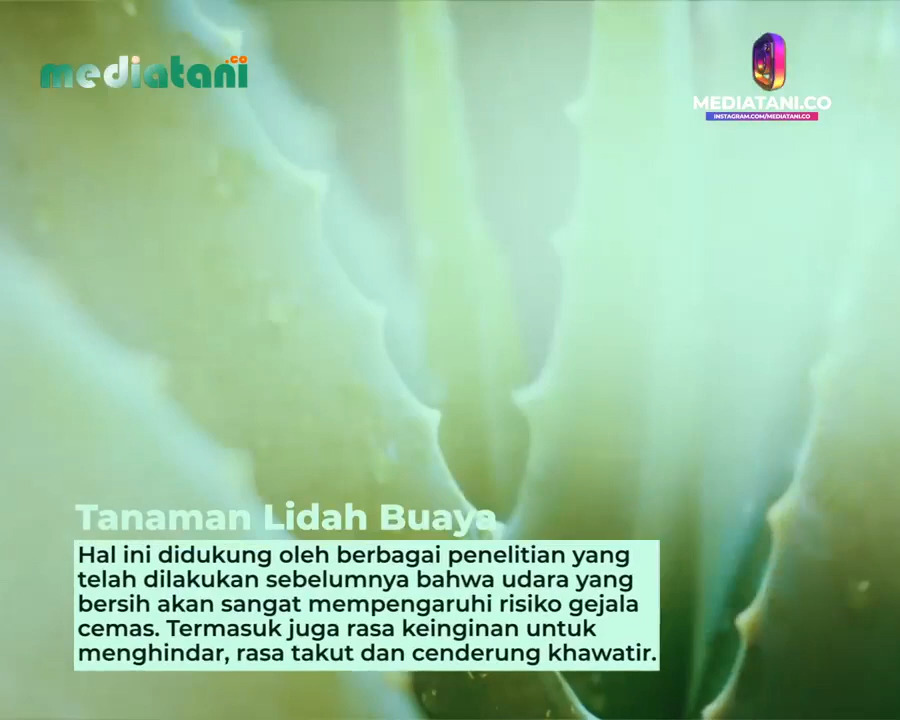 mediatani.co
MEDIATANI.CO
INSTAGRAM.COM/MEDIATANI.CO
Tanaman Lidah Buaya
Hal ini didukung oleh berbagai penelitian yang
telah dilakukan sebelumnya bahwa udara yang
bersih akan sangat mempengaruhi risiko gejala
cemas. Termasuk juga rasa keinginan untuk
menghindar, rasa takut dan cenderung khawatir.